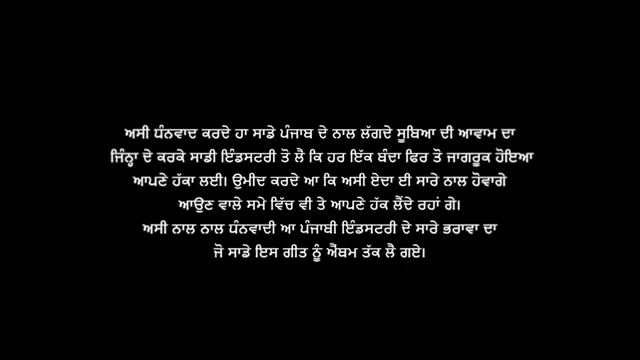 ਅਸੀ ਧੰਨਵਾਦ ਕਰਦੇ ਹਾ ਸਾਡੇ ਪੰਜਾਬ ਦੇ ਨਾਲ ਲੱਗਦੇ ਸੂਬਿਆ ਦੀ ਆਵਾਮ ਦਾ
ਜਿੰਨ੍ਹਾ ਦੇ ਕਰਕੇ ਸਾਡੀ ਇੰਡਸਟਰੀ ਤੋ ਲੈ ਕਿ ਹਰ ਇੱਕ ਬੰਦਾ ਫਿਰ ਤੋ ਜਾਗਰੂਕ ਹੋਇਆ
ਆਪਣੇ ਹੱਕਾ ਲਈ। ਉਮੀਦ ਕਰਦੇ ਆ ਕਿ ਅਸੀ ਏਦਾ ਈ ਸਾਰੇ ਨਾਲ ਹੋਵਾਗੇ
ਆਉਣ ਵਾਲੇ ਸਮੇ ਵਿੱਚ ਵੀ ਤੇ ਆਪਣੇ ਹੱਕ ਲੈਂਦੇ ਰਹਾਂ ਗੇ।
ਅਸੀ ਨਾਲ ਨਾਲ ਧੰਨਵਾਦੀ ਆ ਪੰਜਾਬੀ ਇੰਡਸਟਰੀ ਦੇ ਸਾਰੇ ਭਰਾਵਾ ਦਾ
ਜੋ ਸਾਡੇ ਇਸ ਗੀਤ ਨੂੰ ਐਂਥਮ ਤੱਕ ਲੈ ਗਏ।